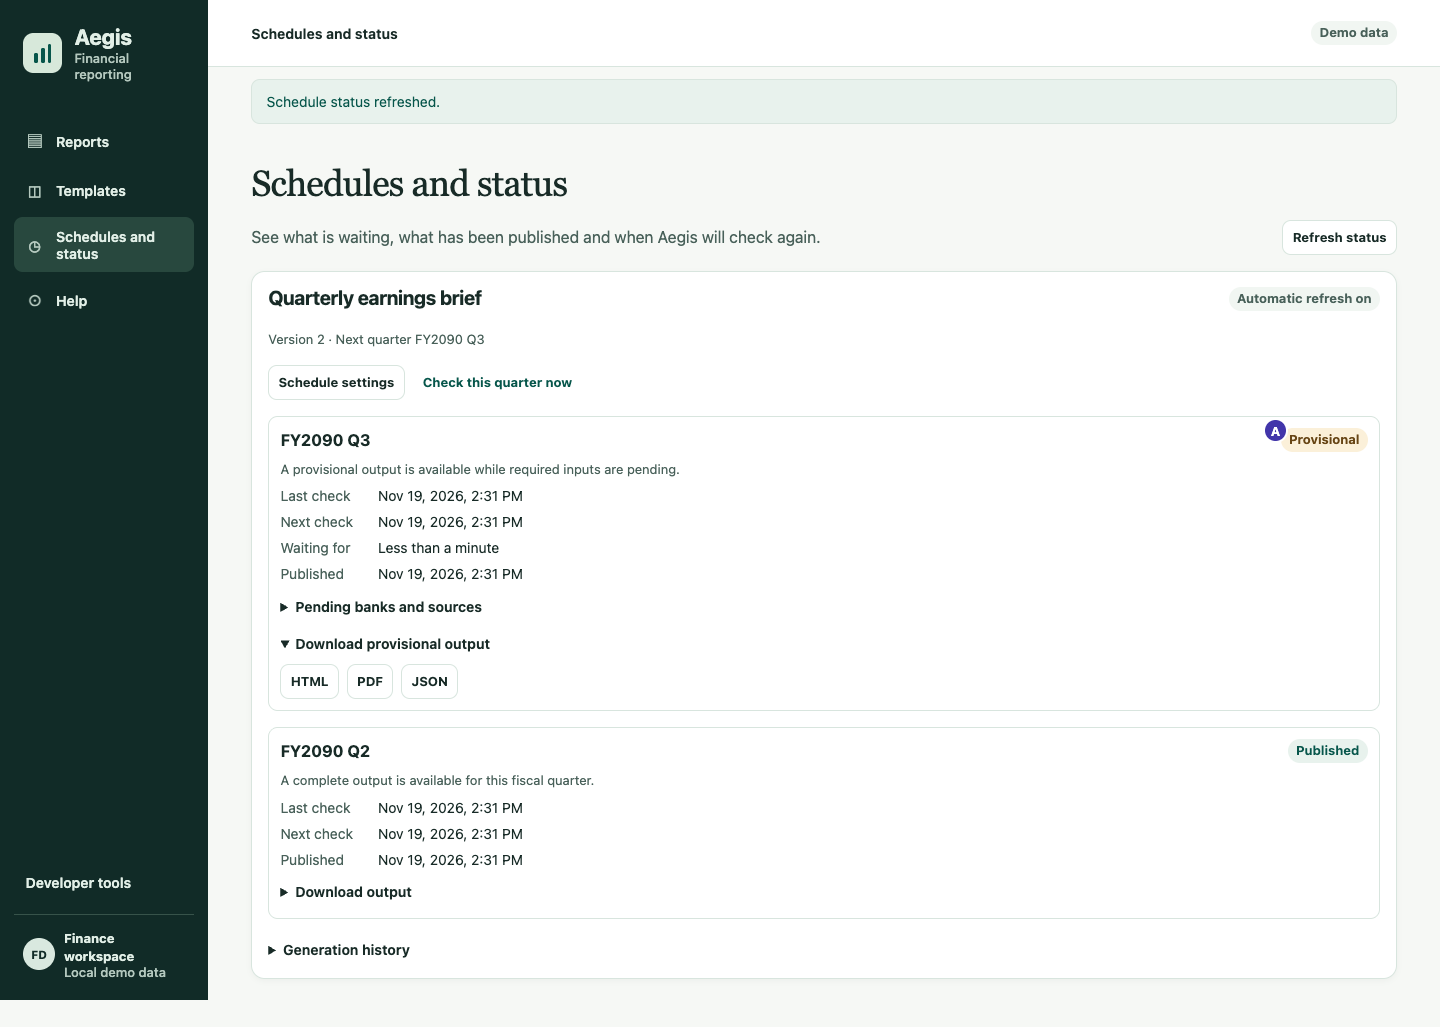 Aegis
Financial
reporting
Reports
Templates
Schedules and
status
Help
Developer tools
FD
Finance
workspace
Local demo data
Schedules and status
Demo data
Schedule status refreshed.
Schedules and status
See what is waiting, what has been published and when Aegis will check again.
Refresh status
Quarterly earnings brief
Automatic refresh on
Version 2 · Next quarter FY2090 Q3
Schedule settings
Check this quarter now
FY2090 Q3
A
Provisional
A provisional output is available while required inputs are pending.
Last check Nov 19, 2026, 2:31 PM
Next check Nov 19, 2026, 2:31 PM
Waiting for Less than a minute
Published Nov 19, 2026, 2:31 PM
Pending banks and sources
Download provisional output
HTML PDF JSON
FY2090 Q2
Published
A complete output is available for this fiscal quarter.
Last check Nov 19, 2026, 2:31 PM
Next check Nov 19, 2026, 2:31 PM
Published Nov 19, 2026, 2:31 PM
Download output
Generation history